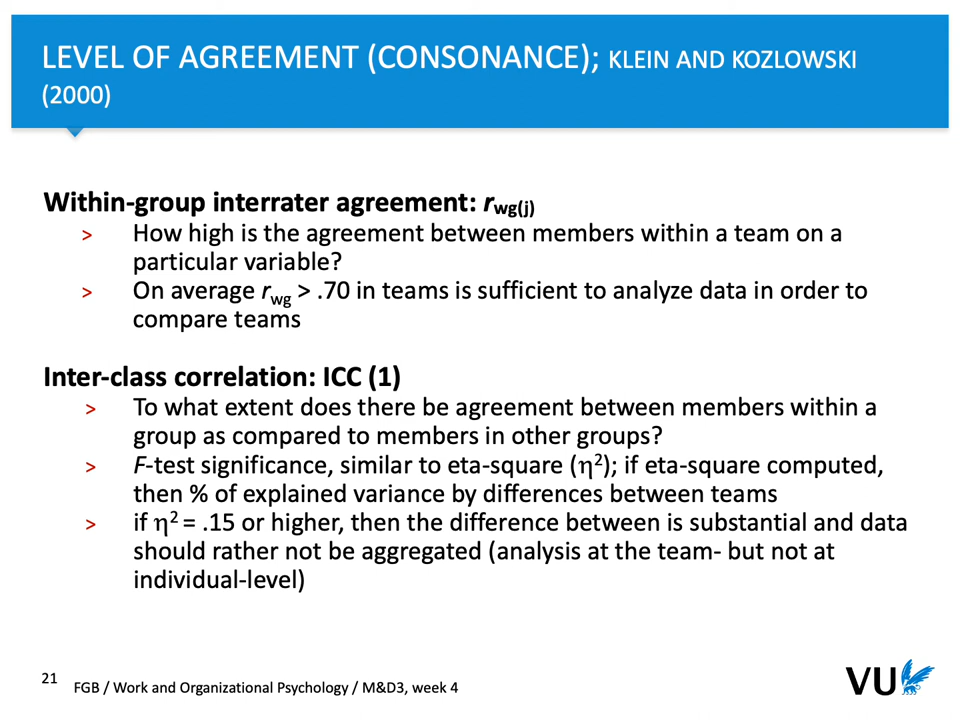 LEVEL OF AGREEMENT (CONSONANCE); KLEIN AND KOZLOWSKI
(2000)
Within-group interrater agreement: rwg(j)
> How high is the agreement between members within a team on a
particular variable?
> On average rwg > .70 in teams is sufficient to analyze data in order to
compare teams
Inter-class correlation: ICC (1)
> To what extent does there be agreement between members within a
group as compared to members in other groups?
> F-test significance, similar to eta-square (η2); if eta-square computed,
then % of explained variance by differences between teams
> if η2 = .15 or higher, then the difference between is substantial and data
should rather not be aggregated (analysis at the team- but not at
individual-level)
21
FGB / Work and Organizational Psychology / M&D3, week 4
VU